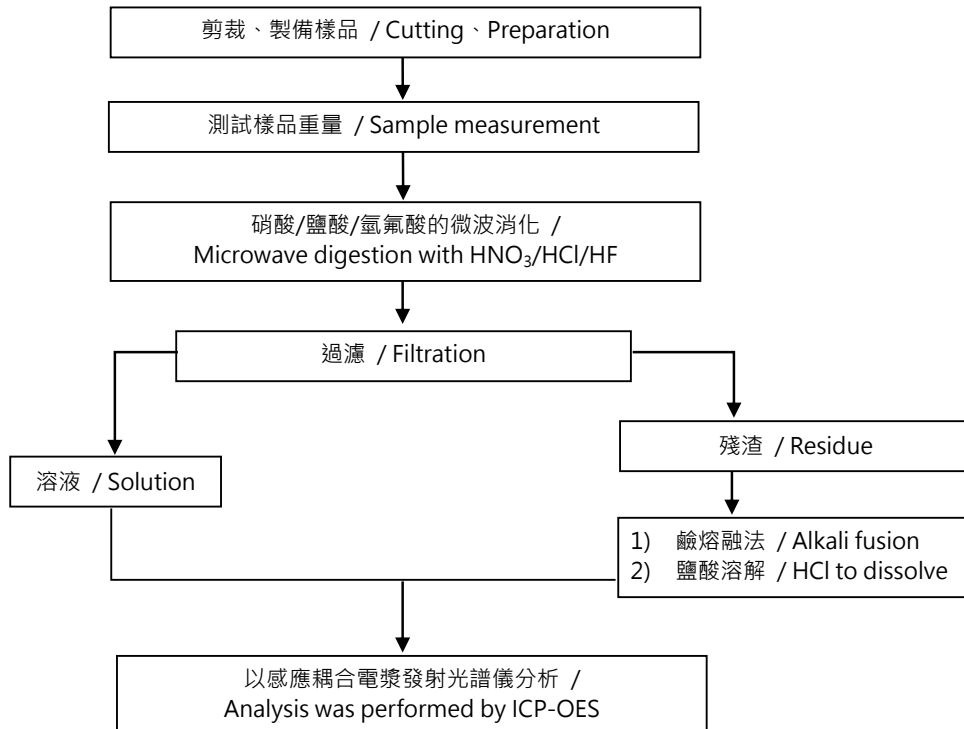 剪裁、製備樣品 / Cutting、Preparation
測試樣品重量 / Sample measurement
硝酸/鹽酸/氫氟酸的微波消化 /
Microwave digestion with HNO₃/HCl/HF
過濾 / Filtration
溶液 / Solution
殘渣 / Residue
1) 鹼熔融法 / Alkali fusion
2) 鹽酸溶解 / HCl to dissolve
以感應耦合電漿發射光譜儀分析 /
Analysis was performed by ICP-OES